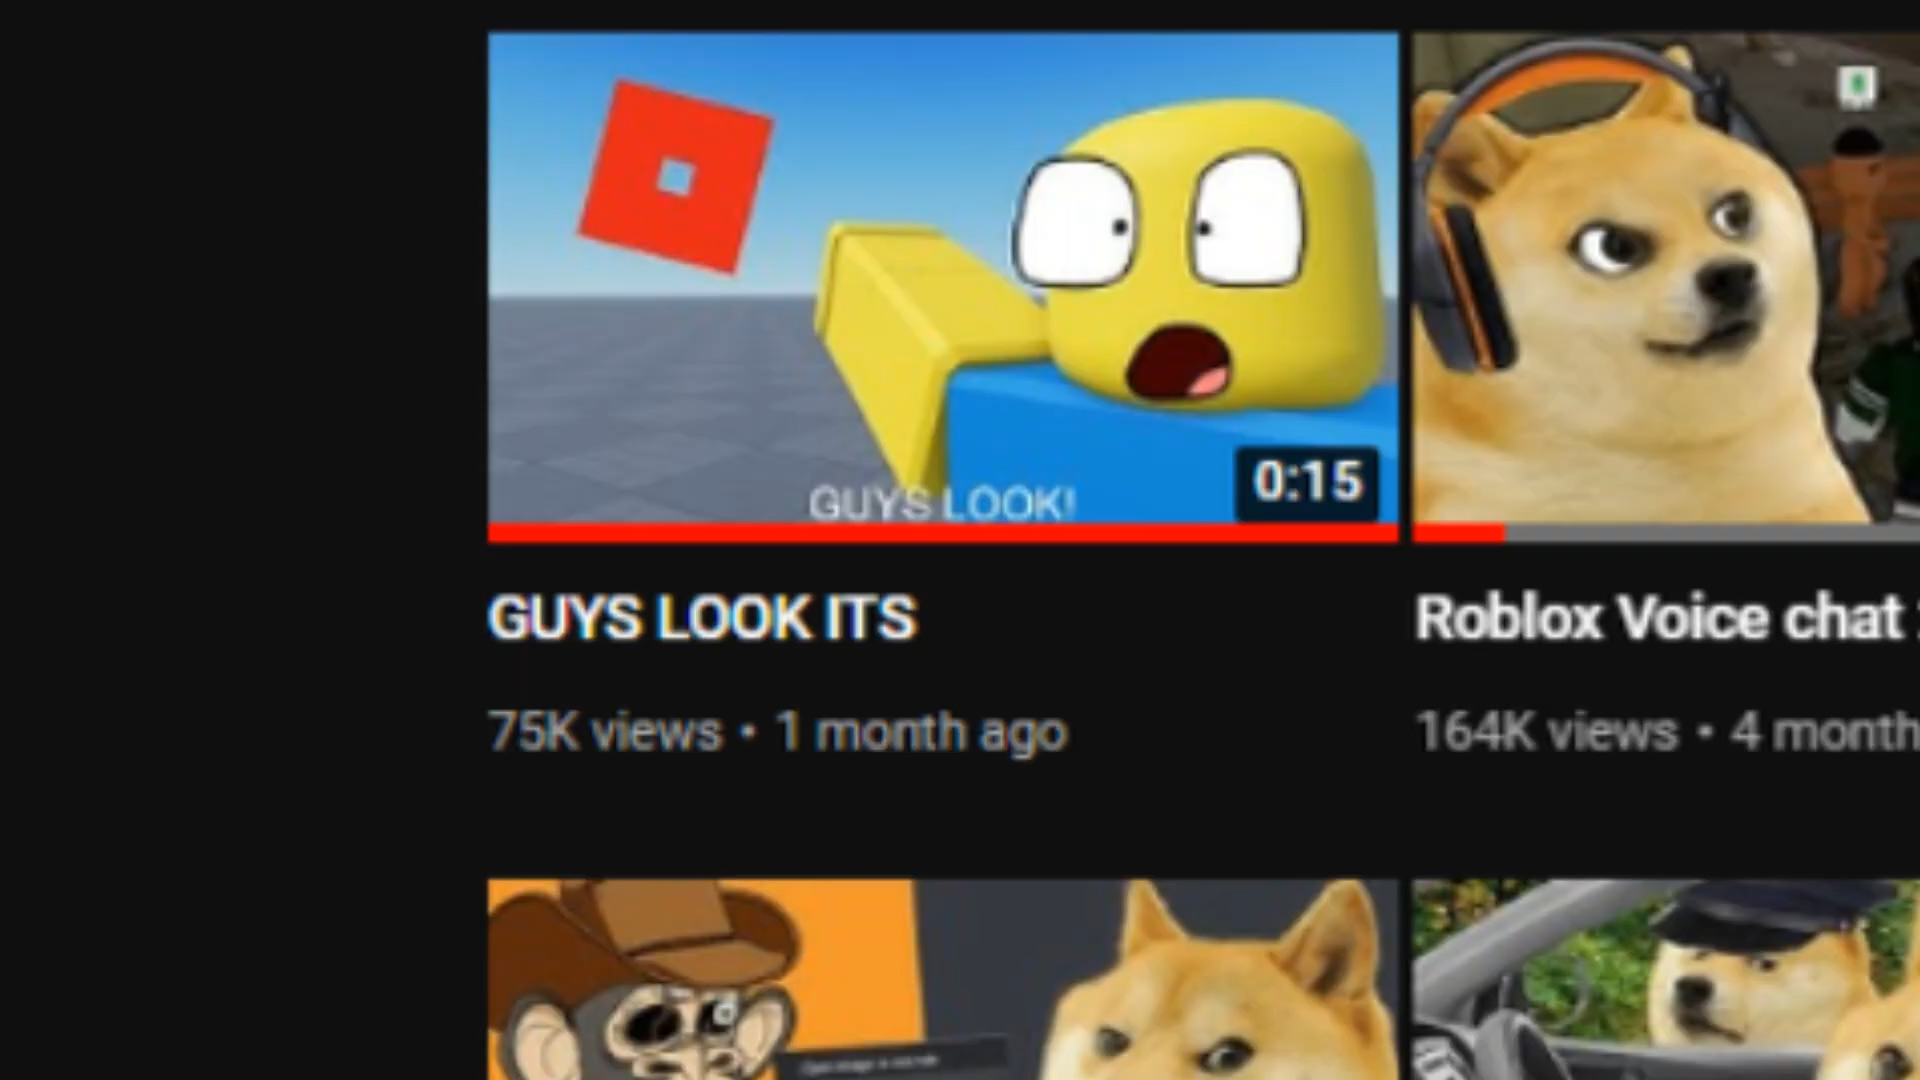 GUYS LOOK!
0:15
GUYS LOOK ITS
75K views • 1 month ago
Roblox Voice chat
164K views • 4 month